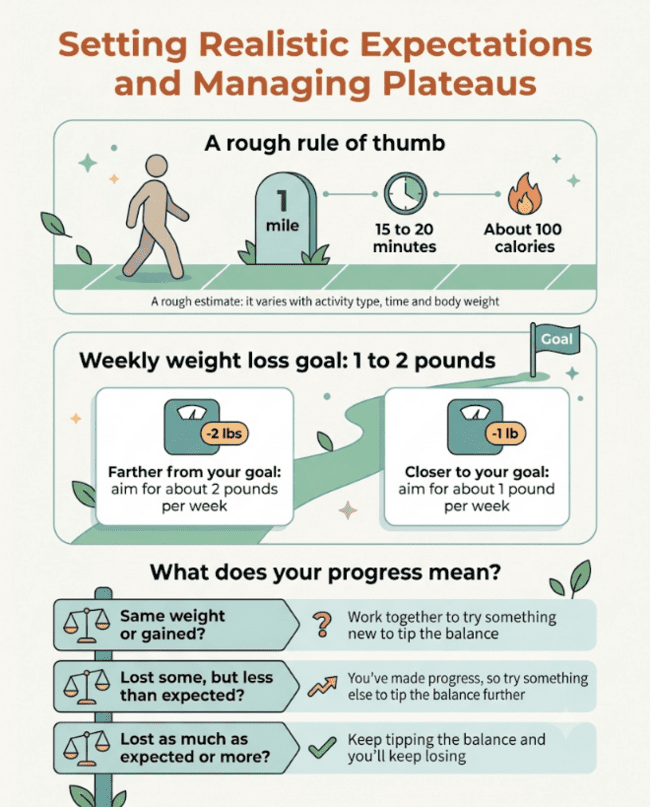 Setting Realistic Expectations
and Managing Plateaus
A rough rule of thumb
1
mile
15 to 20
minutes
About 100
calories
A rough estimate: it varies with activity type, time and body weight
Goal
Weekly weight loss goal: 1 to 2 pounds
-2 lbs
Farther from your goal:
aim for about 2 pounds
per week
-1 lb
Closer to your goal:
aim for about 1 pound
per week
What does your progress mean?
Same weight
or gained?
?
Work together to try something
new to tip the balance
Lost some, but less
than expected?
You’ve made progress, so try something
else to tip the balance further
Lost as much as
expected or more?
Keep tipping the balance and
you’ll keep losing